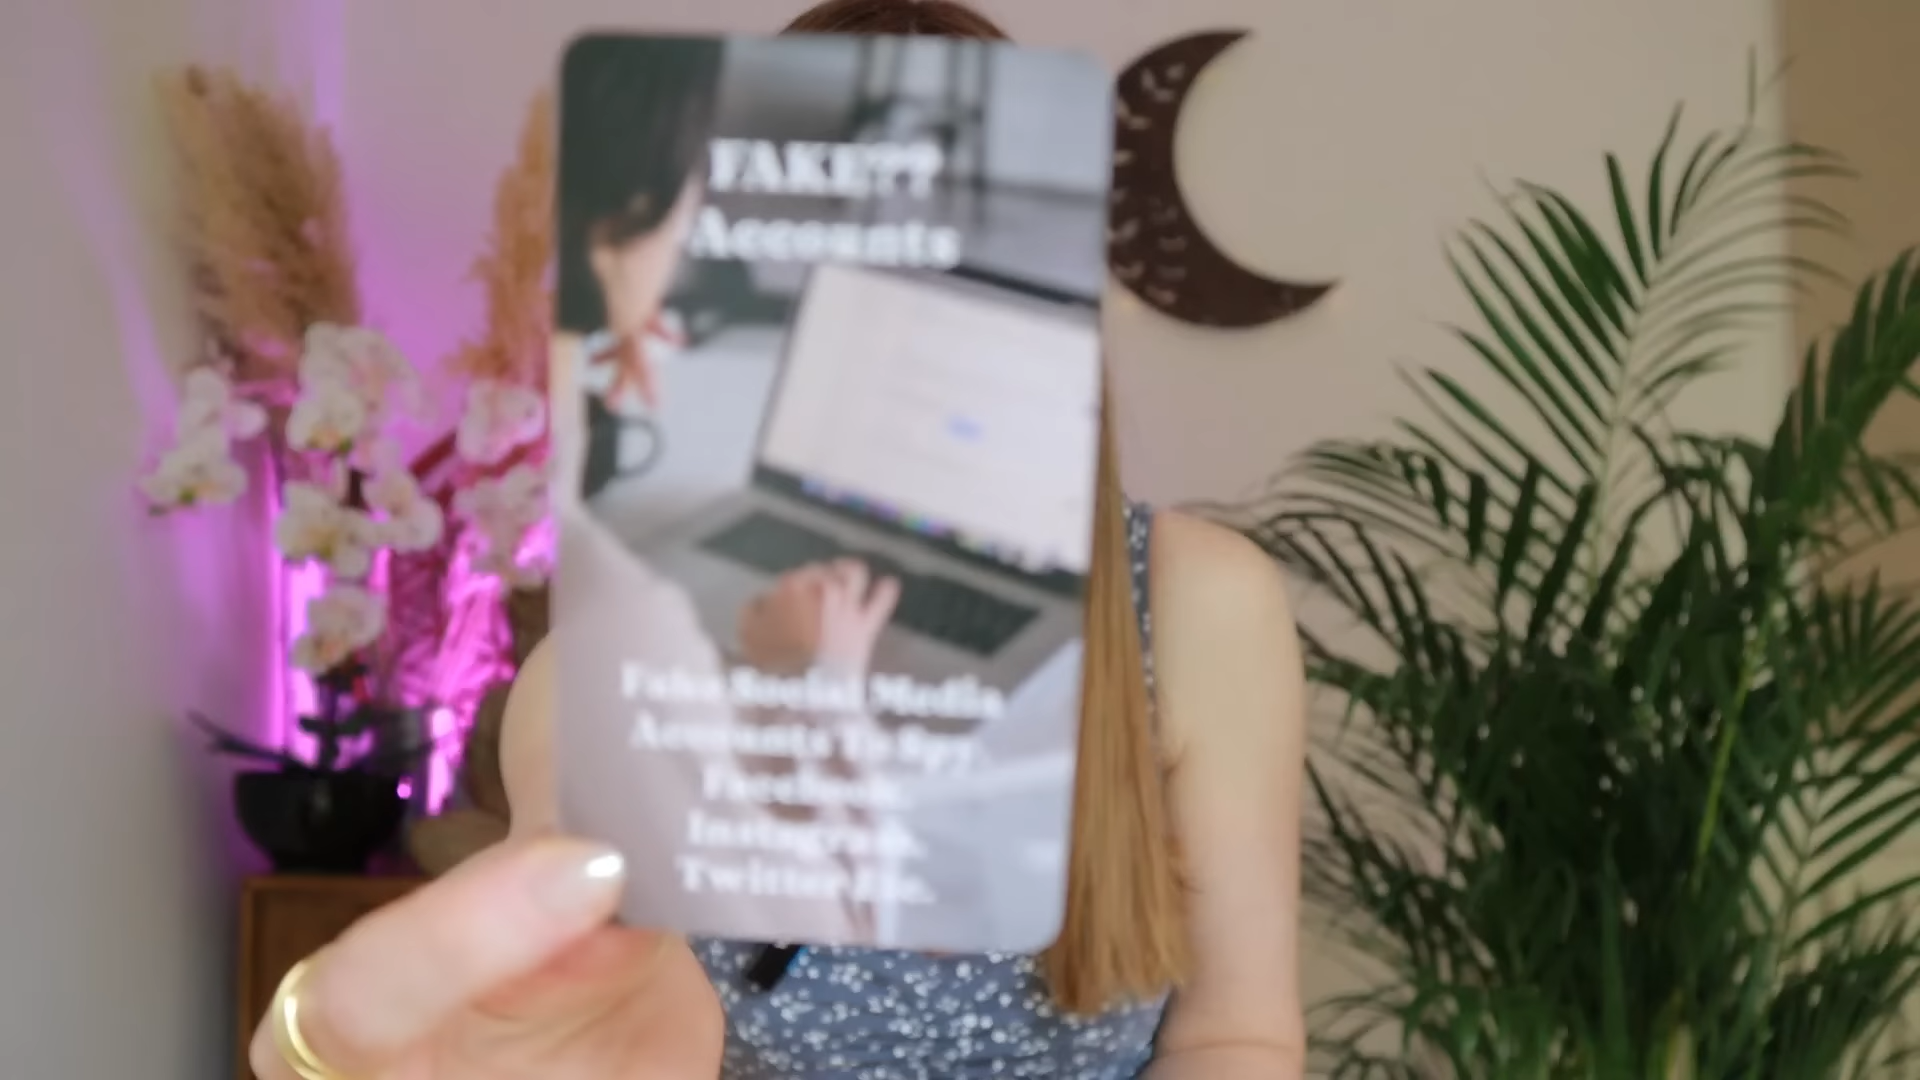 FAKE??
Accounts
Fake Social Media
Accounts To Spy,
Facebook,
Instagram,
Twitter Etc.